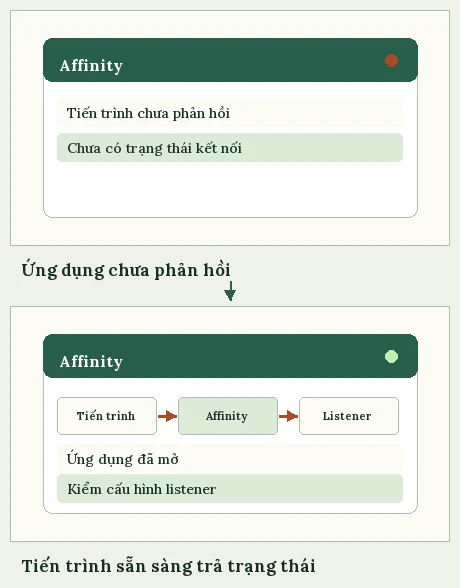 Affinity
Tiến trình chưa phản hồi
Chưa có trạng thái kết nối
Ứng dụng chưa phản hồi
Affinity
Tiến trình
Affinity
Listener
Ứng dụng đã mở
Kiểm cấu hình listener
Tiến trình sẵn sàng trả trạng thái